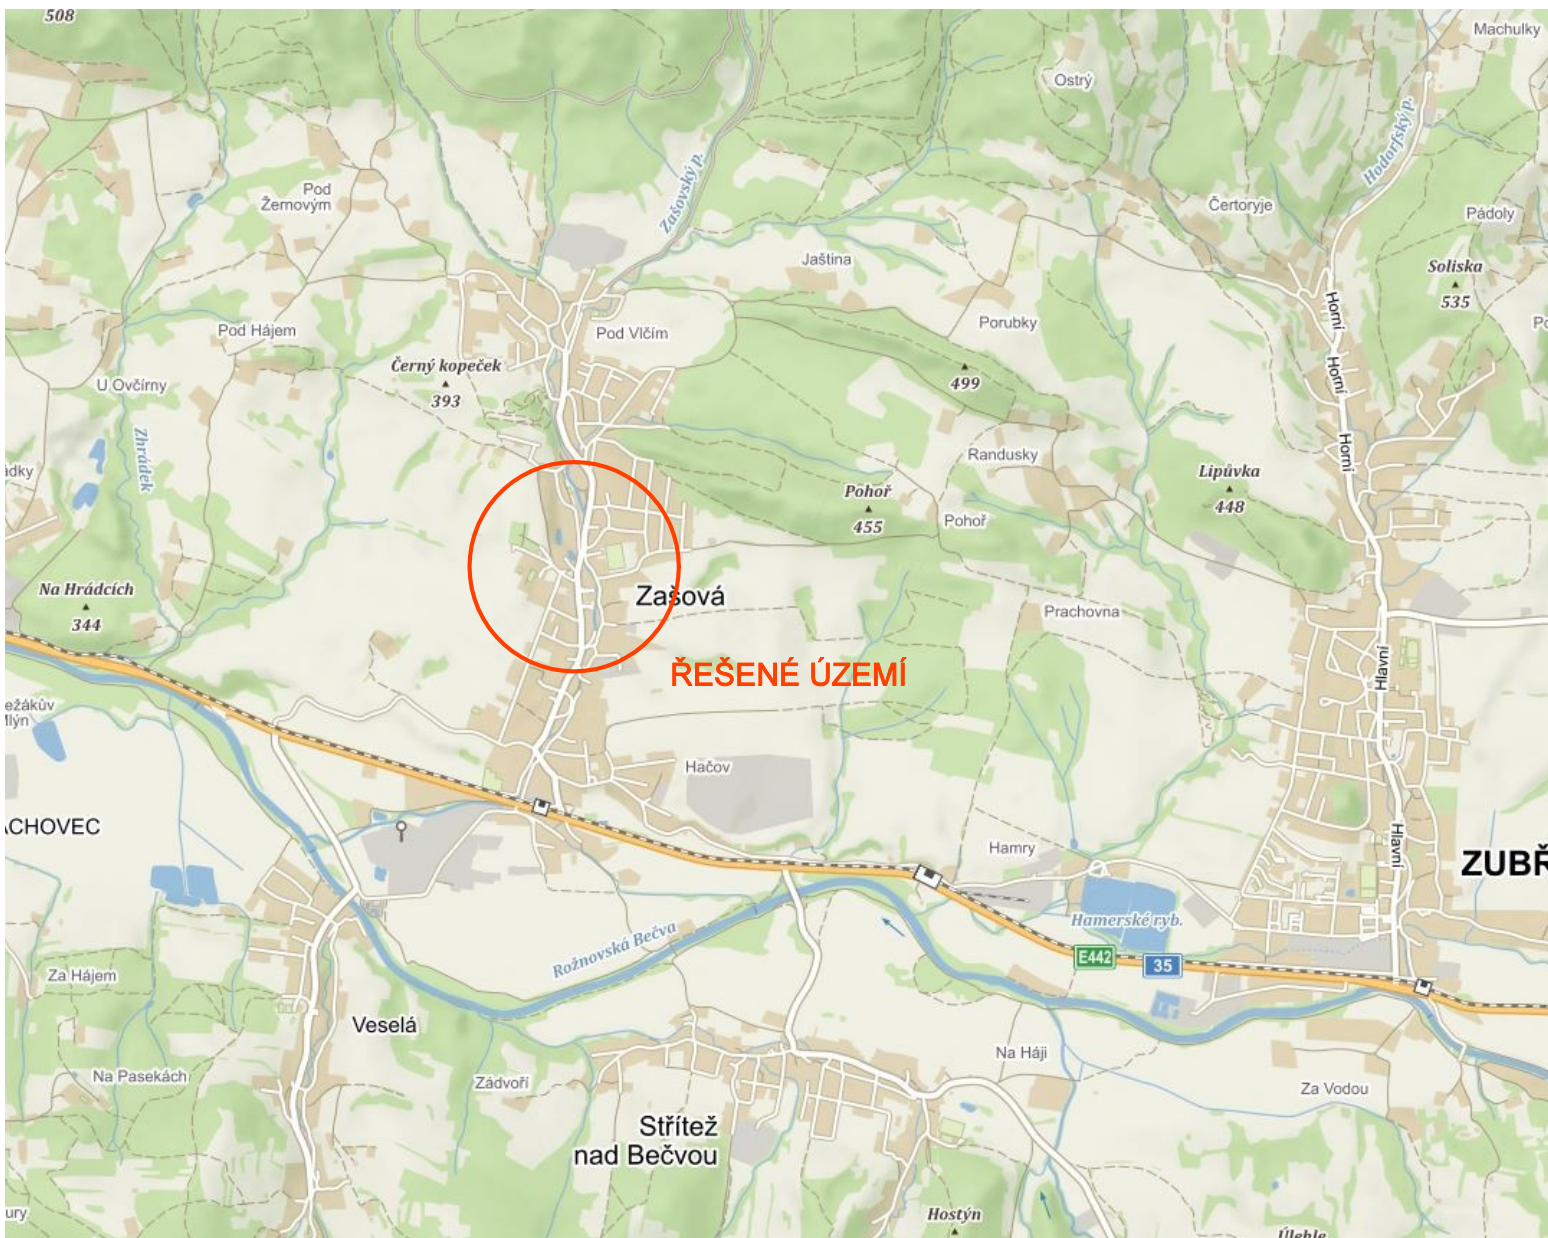 508
Machulky
Ostrý
Hodorfský p.
Pod
Žernovým
Zašovský p.
Čertoryje
Pádoly
Jaština
Soliska
535
Horní
Pod Hájem
Pod Vlčím
Porubky
Černý kopeček
393
499
Horní
U Ovčírny
Zhrádek
Horní
Randusky
Lipůvka
448
Pohoř
455
Pohoř
Na Hrádcích
344
Zašová
Prachovna
ŘEŠENÉ ÚZEMÍ
Hlavní
Hačov
Hlavní
Hamry
ZUBŘ
Hamerské ryb.
Rožnovská Bečva
E442
35
Za Hájem
Veselá
Na Háji
Na Pasekách
Zádvoří
Za Vodou
Střítež
nad Bečvou
Hostýn